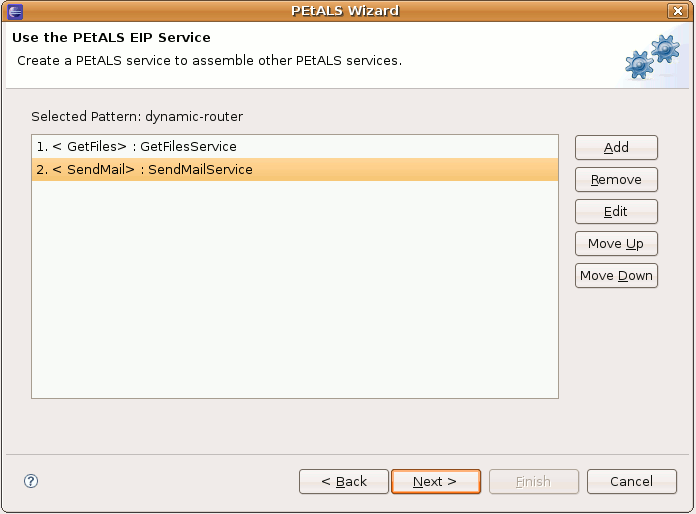 PEtALS Wizard
Use the PEtALS EIP Service
Create a PEtALS service to assemble other PEtALS services.
Selected Pattern: dynamic-router
1. < GetFiles> : GetFilesService
2. < SendMail> : SendMailService
Add
Remove
Edit
Move Up
Move Down
?
< Back
Next >
Finish
Cancel